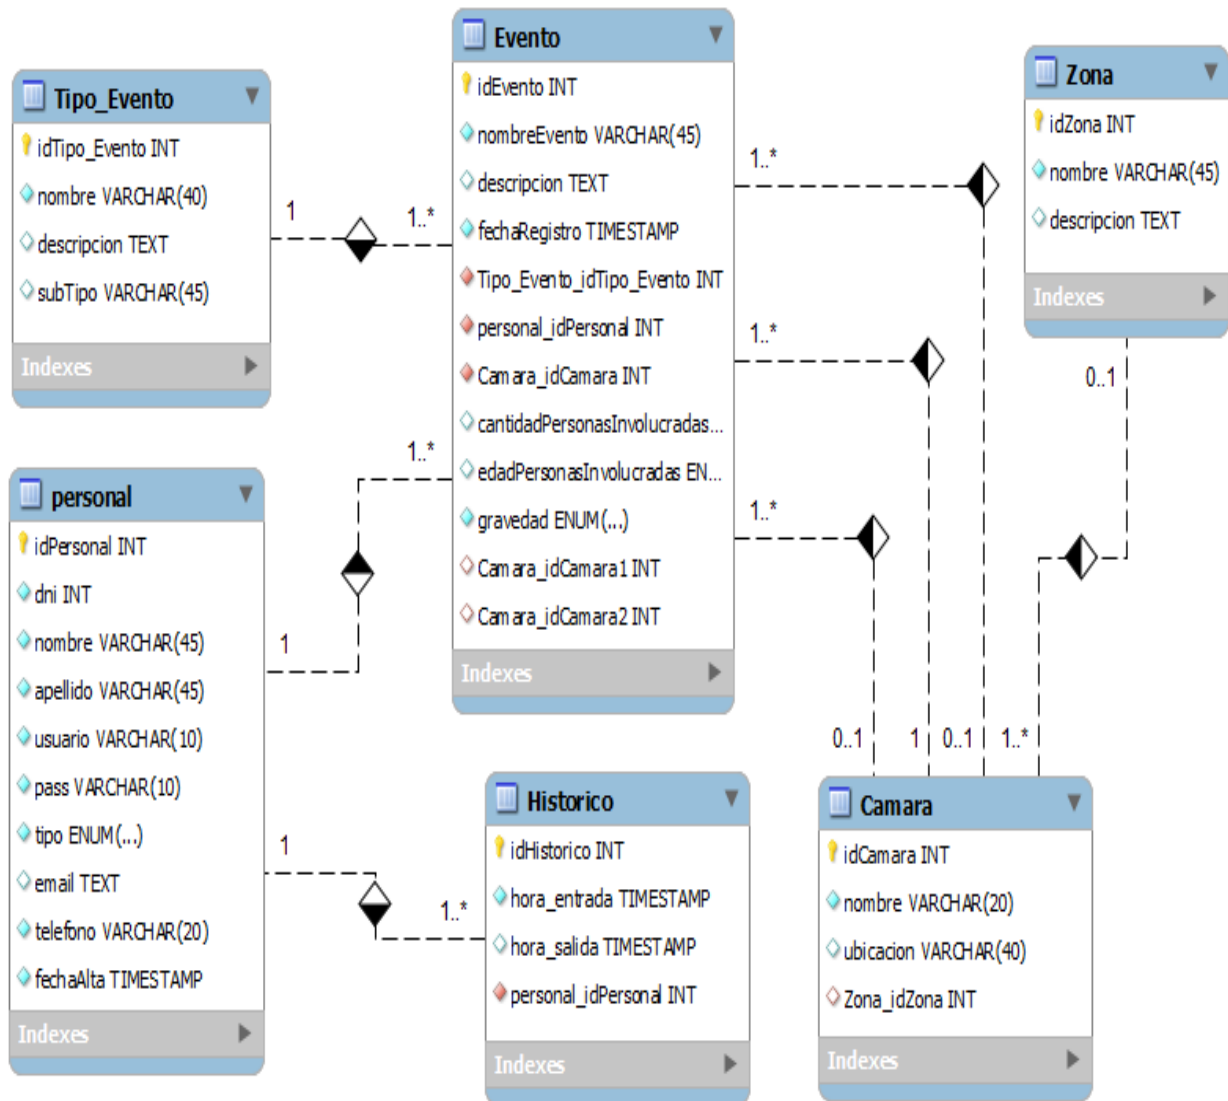 Tipo_Evento
idTipo_Evento INT
nombre VARCHAR(40)
descripcion TEXT
subTipo VARCHAR(45)
Indexes
1
1..*
Evento
idEvento INT
nombreEvento VARCHAR(45)
descripcion TEXT
fechaRegistro TIMESTAMP
Tipo_Evento_idTipo_Evento INT
personal_idPersonal INT
Camara_idCamara INT
cantidadPersonasInvolucradas...
edadPersonasInvolucradas EN...
gravedad ENUM(...)
Camara_idCamara1 INT
Camara_idCamara2 INT
Indexes
1..*
1..*
1..*
Zona
idZona INT
nombre VARCHAR(45)
descripcion TEXT
Indexes
0..1
personal
idPersonal INT
dni INT
nombre VARCHAR(45)
apellido VARCHAR(45)
usuario VARCHAR(10)
pass VARCHAR(10)
tipo ENUM(...)
email TEXT
telefono VARCHAR(20)
fechaAlta TIMESTAMP
Indexes
1..*
1
1
1..*
Historico
idHistorico INT
hora_entrada TIMESTAMP
hora_salida TIMESTAMP
personal_idPersonal INT
Indexes
0..1
1
0..1
1..*
Camara
idCamara INT
nombre VARCHAR(20)
ubicacion VARCHAR(40)
Zona_idZona INT
Indexes